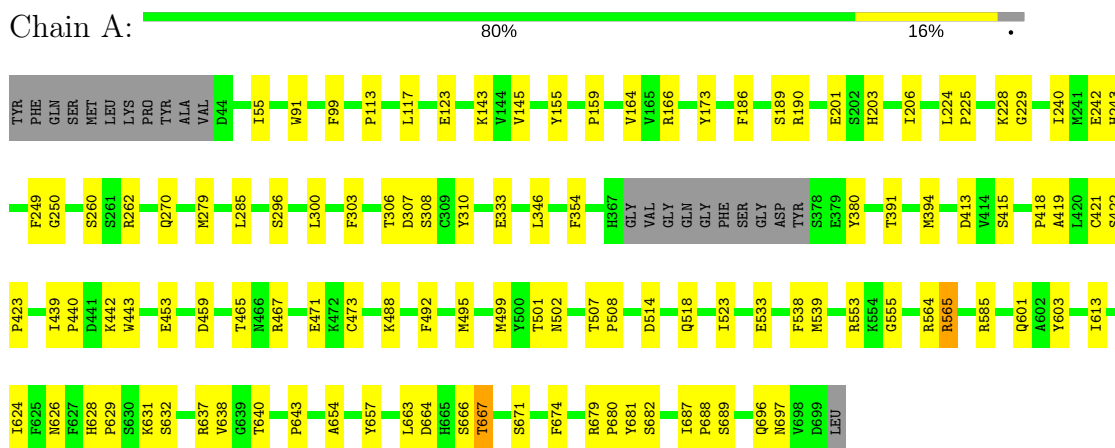 Chain A:
80% 16% •
TYR PHE GLN SER MET LEU LYS PRO TYR ALA VAL D44 I55 W91 F99 P113 L117 E123 K143 V144 V145 Y155 P159 V164 V165 R166 Y173 F186 S189 R190 E201 S202 H203 I206 L224 P225 K228 G229 I240 M241 E242 H243
F249 G250 S260 S261 R262 Q270 M279 L285 S296 L300 F303 T306 D307 S308 C309 Y310 E333 L346 F354 H367 GLY VAL GLY GLN GLY PHE SER GLY ASP TYR S378 E379 Y380 T391 M394 D413 V414 S415 P418 A419 L420 C421 S422
P423 I439 P440 D441 K442 W443 E453 D459 T465 N466 R467 E471 K472 C473 K488 F492 M495 M499 Y500 T501 N502 T507 P508 D514 Q518 I523 E533 F538 M539 R553 K554 G555 R564 R565 R585 Q601 A602 Y603 I613
I624 F625 N626 F627 H628 P629 S630 K631 S632 R637 V638 G639 T640 P643 A654 Y657 L663 D664 H665 S666 T667 S671 F674 R679 P680 Y681 S682 I687 P688 S689 Q696 N697 V698 D699 LEU